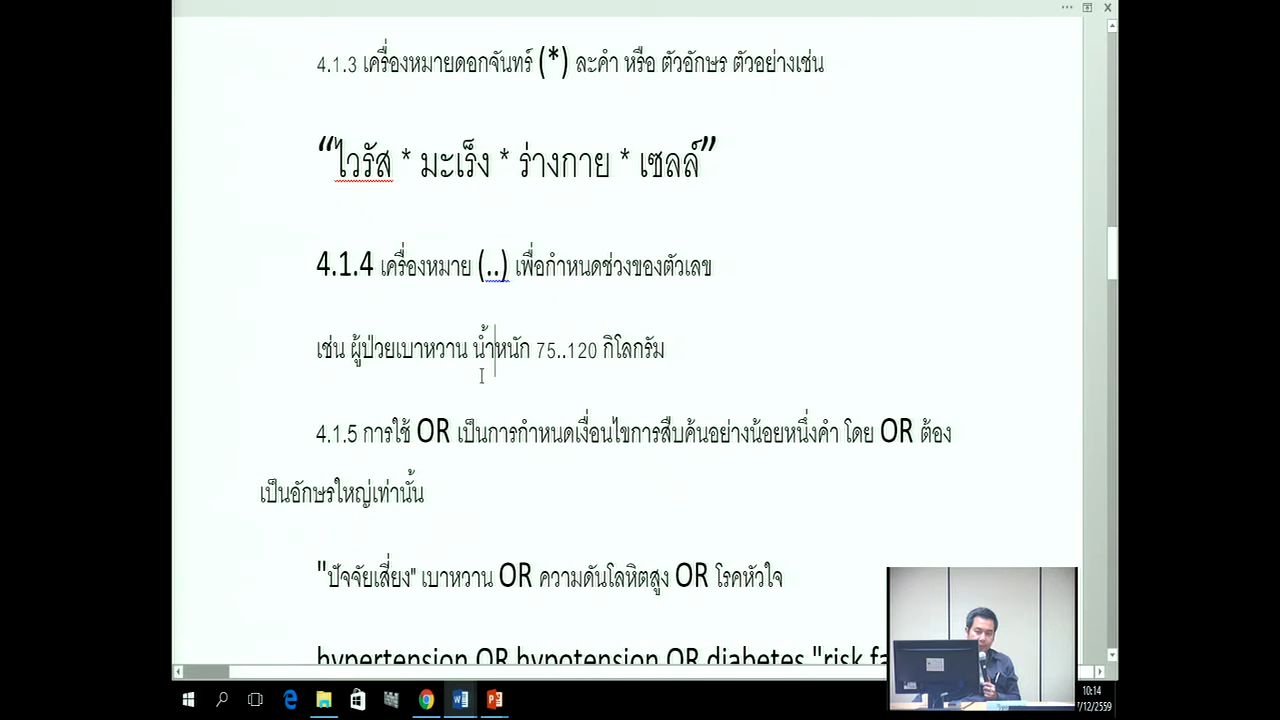 4.1.3 เครื่องหมายดอกจันทร์ (*) ละคำ หรือ ตัวอักษร ตัวอย่างเช่น
“ไวรัส * มะเร็ง * ร่างกาย * เซลล์”
4.1.4 เครื่องหมาย (..) เพื่อกำหนดช่วงของตัวเลข
เช่น ผู้ป่วยเบาหวาน น้ำหนัก 75..120 กิโลกรัม
4.1.5 การใช้ OR เป็นการกำหนดเงื่อนไขการสืบค้นอย่างน้อยหนึ่งคำ โดย OR ต้อง
เป็นอักษรใหญ่เท่านั้น
"ปัจจัยเสี่ยง" เบาหวาน OR ความดันโลหิตสูง OR โรคหัวใจ
hypertension OR hypotension OR diabetes "risk fa
10:14
7/12/2559